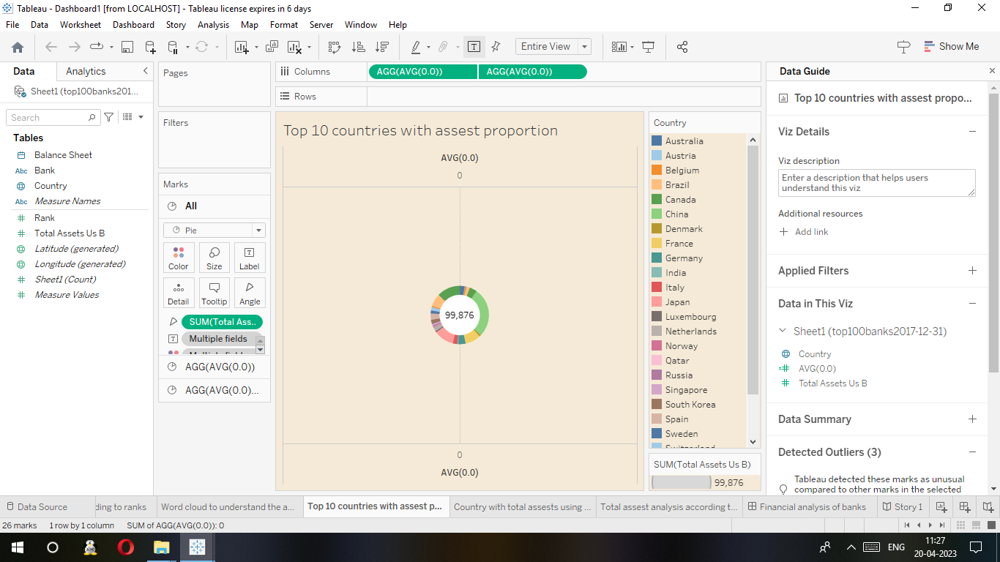 Tableau - Dashboard1 [from LOCALHOST] - Tableau license expires in 6 days
File Data Worksheet Dashboard Story Analysis Map Format Server Window Help
Entire View
Show Me
Data Analytics
Sheet1 (top100banks201...
Search
Tables
Balance Sheet
Abc Bank
Country
Abc Measure Names
Rank
Total Assets Us B
Latitude (generated)
Longitude (generated)
Sheet1 (Count)
Measure Values
Pages
Filters
Marks
All
Pie
Color Size Label
Detail Tooltip Angle
SUM(Total Ass..
Multiple fields
AGG(AVG(0.0))
AGG(AVG(0.0)...
Columns AGG(AVG(0.0)) AGG(AVG(0.0))
Rows
Top 10 countries with assest proportion
AVG(0.0)
0
99,876
0
AVG(0.0)
Country
Australia
Austria
Belgium
Brazil
Canada
China
Denmark
France
Germany
India
Italy
Japan
Luxembourg
Netherlands
Norway
Qatar
Russia
Singapore
South Korea
Spain
Sweden
Switzerland
SUM(Total Assets Us B)
99,876
Data Guide
Top 10 countries with assest propo...
Viz Details
Viz description
Enter a description that helps users
understand this viz
Additional resources
Add link
Applied Filters
Data in This Viz
Sheet1 (top100banks2017-12-31)
Country
AVG(0.0)
Total Assets Us B
Data Summary
Detected Outliers (3)
Tableau detected these marks as unusual
compared to other marks in the selected
Data Source ding to ranks Word cloud to understand the a... Top 10 countries with assest p... Country with total assests using ... Total assest analysis according t... Financial analysis of banks Story 1
26 marks 1 row by 1 column SUM of AGG(AVG(0.0)): 0
ENG
11:27
20-04-2023